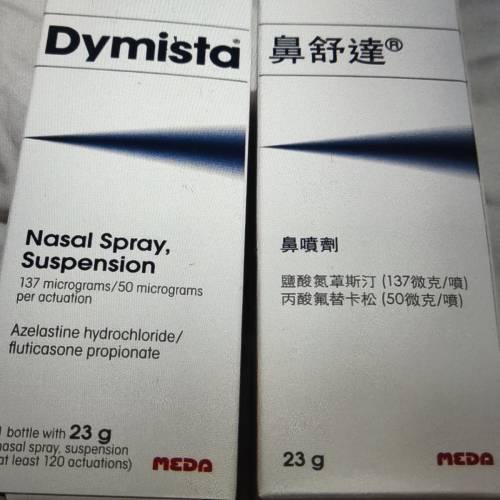 Dymista
Nasal Spray,
Suspension
137 micrograms/50 micrograms
per actuation
Azelastine hydrochloride/
fluticasone propionate
bottle with 23 g
nasal spray, suspension
at least 120 actuations)
MEDA
鼻舒達®
鼻噴劑
鹽酸氮革斯汀 (137微克/噴)
丙酸氟替卡松 (50微克/噴)
23 g
MEDA